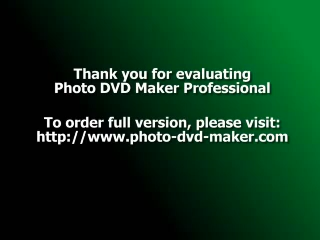 Thank you for evaluating
Photo DVD Maker Professional
To order full version, please visit:
http://www.photo-dvd-maker.com